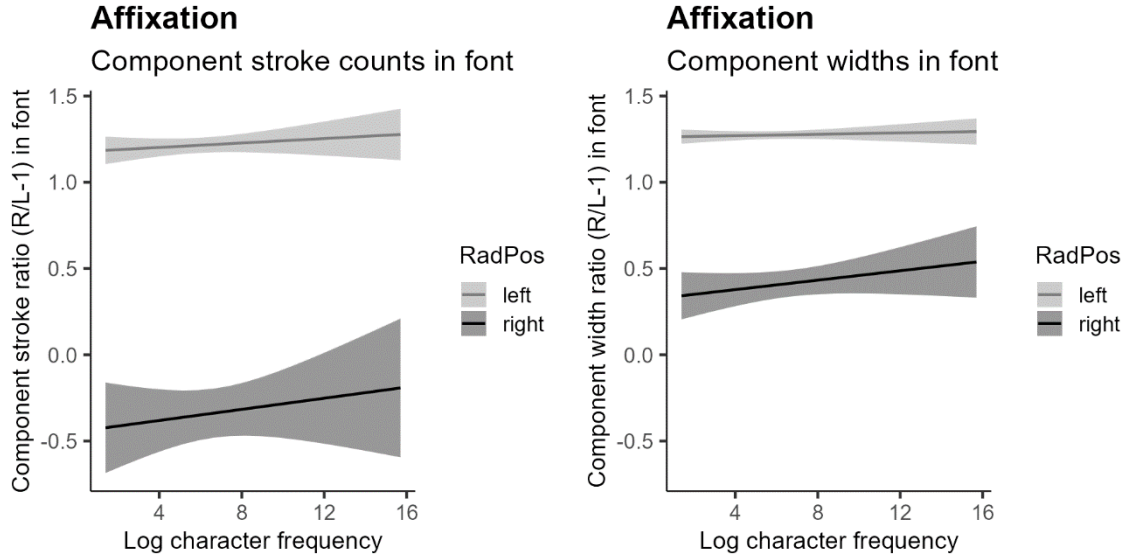 Affixation
Component stroke counts in font
Component stroke ratio (R/L-1) in font
1.5
1.0
0.5
0.0
-0.5
4
8
12
16
Log character frequency
RadPos
left
right
Affixation
Component widths in font
Component width ratio (R/L-1) in font
1.5
1.0
0.5
0.0
-0.5
4
8
12
16
Log character frequency
RadPos
left
right